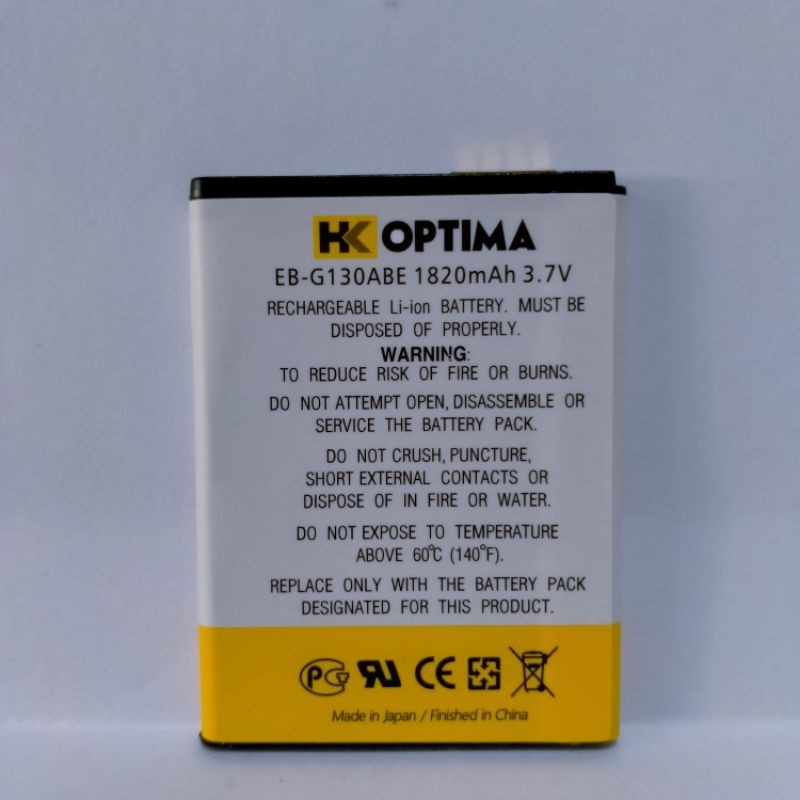 HK OPTIMA
EB-G130ABE 1820mAh 3.7V
RECHARGEABLE Li-ion BATTERY. MUST BE
DISPOSED OF PROPERLY.
WARNING:
TO REDUCE RISK OF FIRE OR BURNS.
DO NOT ATTEMPT OPEN, DISASSEMBLE OR
SERVICE THE BATTERY PACK.
DO NOT CRUSH, PUNCTURE,
SHORT EXTERNAL CONTACTS OR
DISPOSE OF IN FIRE OR WATER.
DO NOT EXPOSE TO TEMPERATURE
ABOVE 60℃ (140°F).
REPLACE ONLY WITH THE BATTERY PACK
DESIGNATED FOR THIS PRODUCT.
PG RU CE
Made in Japan / Finished in China